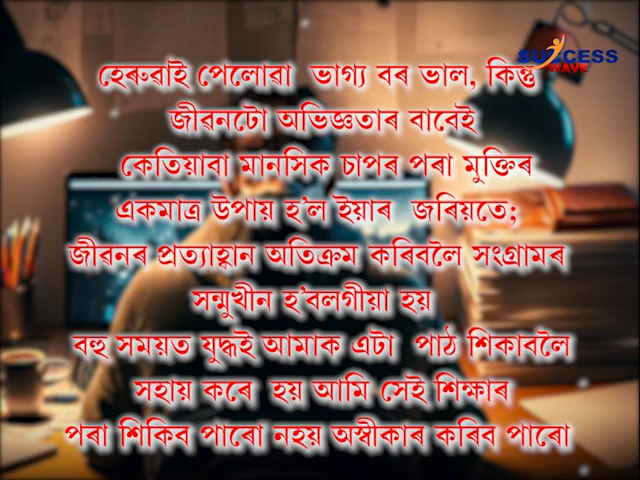 SUCCESS
WAVE
হেৰুৱাই পেলোৱা ভাগ্য বৰ ভাল, কিন্তু
জীৱনটো অভিজ্ঞতাৰ বাবেই
কেতিয়াবা মানসিক চাপৰ পৰা মুক্তিৰ
একমাত্ৰ উপায় হ'ল ইয়াৰ জৰিয়তে;
জীৱনৰ প্ৰত্যাহ্বান অতিক্ৰম কৰিবলৈ সংগ্ৰামৰ
সন্মুখীন হ'বলগীয়া হয়
বহু সময়ত যুদ্ধই আমাক এটা পাঠ শিকাবলৈ
সহায় কৰে হয় আমি সেই শিক্ষাৰ
পৰা শিকিব পাৰো নহয় অস্বীকাৰ কৰিব পাৰো